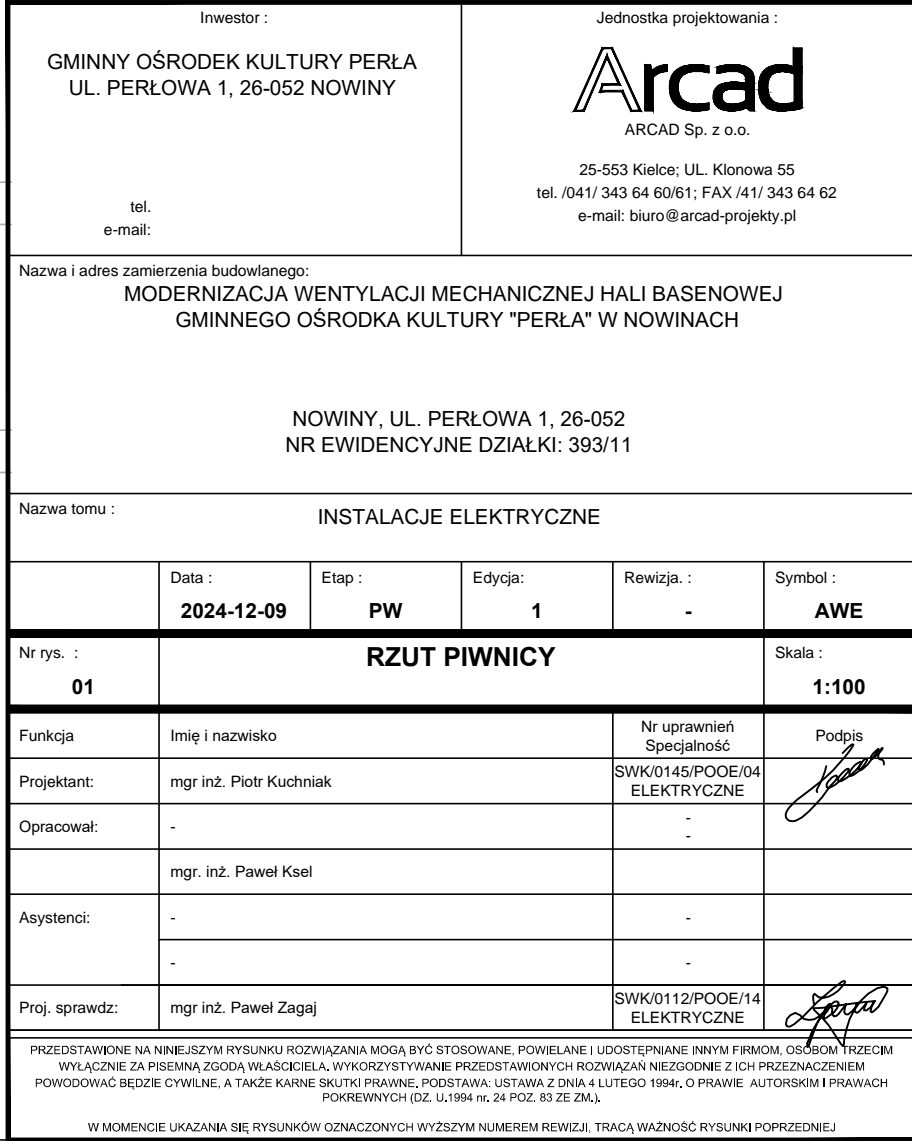 Inwestor :
GMINNY OŚRODEK KULTURY PERŁA
UL. PERŁOWA 1, 26-052 NOWINY
tel.
e-mail:
Jednostka projektowania :
Arcad
ARCAD Sp. z o.o.
25-553 Kielce; UL. Klonowa 55
tel. /041/ 343 64 60/61; FAX /41/ 343 64 62
e-mail: biuro@arcad-projekty.pl
Nazwa i adres zamierzenia budowlanego:
MODERNIZACJA WENTYLACJI MECHANICZNEJ HALI BASENOWEJ
GMINNEGO OŚRODKA KULTURY "PERŁA" W NOWINACH
NOWINY, UL. PERŁOWA 1, 26-052
NR EWIDENCYJNE DZIAŁKI: 393/11
Nazwa tomu : INSTALACJE ELEKTRYCZNE
Data : Etap : Edycja: Rewizja. : Symbol :
2024-12-09 PW 1 - AWE
Nr rys. : RZUT PIWNICY Skala :
01 1:100
Funkcja Imię i nazwisko Nr uprawnień Specjalność Podpis
Projektant: mgr inż. Piotr Kuchniak SWK/0145/POOE/04 ELEKTRYCZNE
Opracował: - -
-
mgr. inż. Paweł Ksel
Asystenci: - -
- -
Proj. sprawdz: mgr inż. Paweł Zagaj SWK/0112/POOE/14 ELEKTRYCZNE
PRZEDSTAWIONE NA NINIEJSZYM RYSUNKU ROZWIĄZANIA MOGĄ BYĆ STOSOWANE, POWIELANE I UDOSTĘPNIANE INNYM FIRMOM, OSOBOM TRZECIM
WYŁĄCZNIE ZA PISEMNĄ ZGODĄ WŁAŚCICIELA. WYKORZYSTYWANIE PRZEDSTAWIONYCH ROZWIĄZAŃ NIEZGODNIE Z ICH PRZEZNACZENIEM
POWODOWAĆ BĘDZIE CYWILNE, A TAKŻE KARNE SKUTKI PRAWNE. PODSTAWA: USTAWA Z DNIA 4 LUTEGO 1994r. O PRAWIE AUTORSKIM I PRAWACH
POKREWNYCH (DZ. U.1994 nr. 24 POZ. 83 ZE ZM.).
W MOMENCIE UKAZANIA SIĘ RYSUNKÓW OZNACZONYCH WYŻSZYM NUMEREM REWIZJI, TRACĄ WAŻNOŚĆ RYSUNKI POPRZEDNIEJ